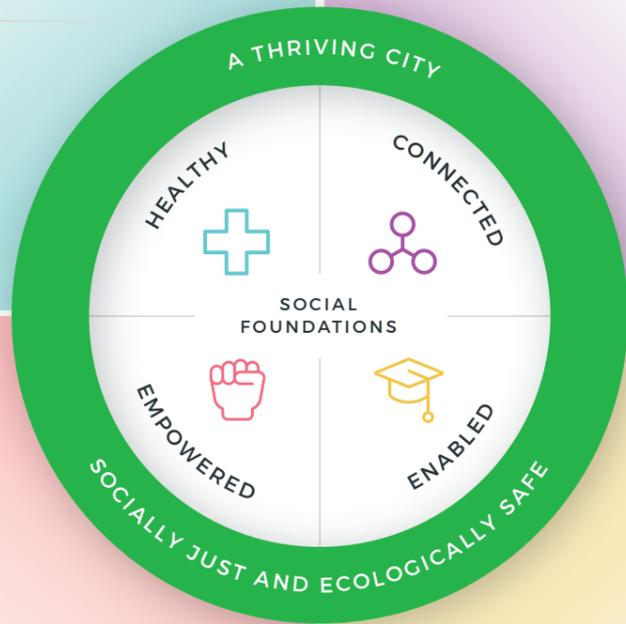 A THRIVING CITY
HEALTHY
CONNECTED
SOCIAL
FOUNDATIONS
EMPOWERED
ENABLED
SOCIALLY JUST AND ECOLOGICALLY SAFE